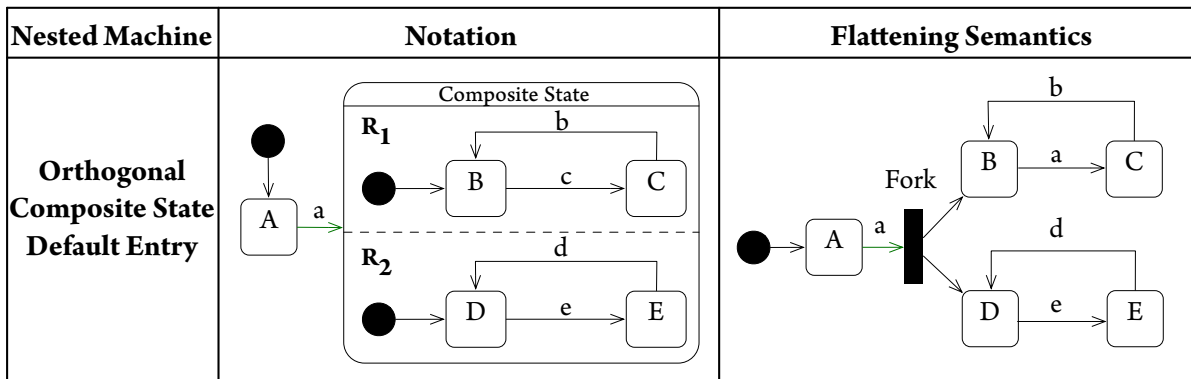 Nested Machine
Notation
Flattening Semantics
Orthogonal
Composite State
Default Entry
Composite State
R1
b
B
c
C
A
a
R2
d
D
e
E
b
B
a
C
Fork
A
a
d
D
e
E